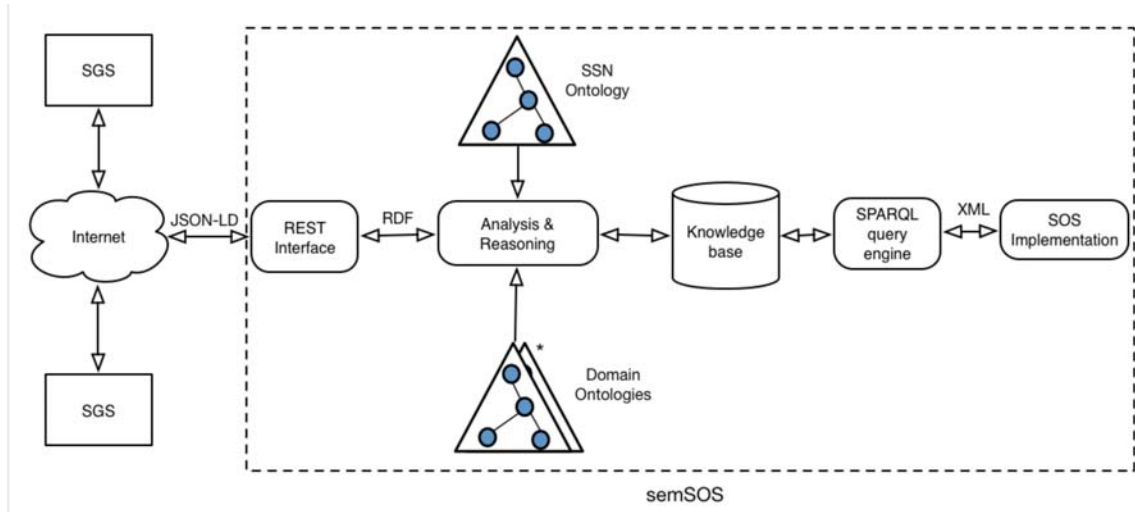 SGS
SSN
Ontology
JSON-LD
Internet
REST
Interface
RDF
Analysis &
Reasoning
Knowledge
base
SPARQL
query
engine
XML
SOS
Implementation
*
Domain
Ontologies
SGS
semSOS